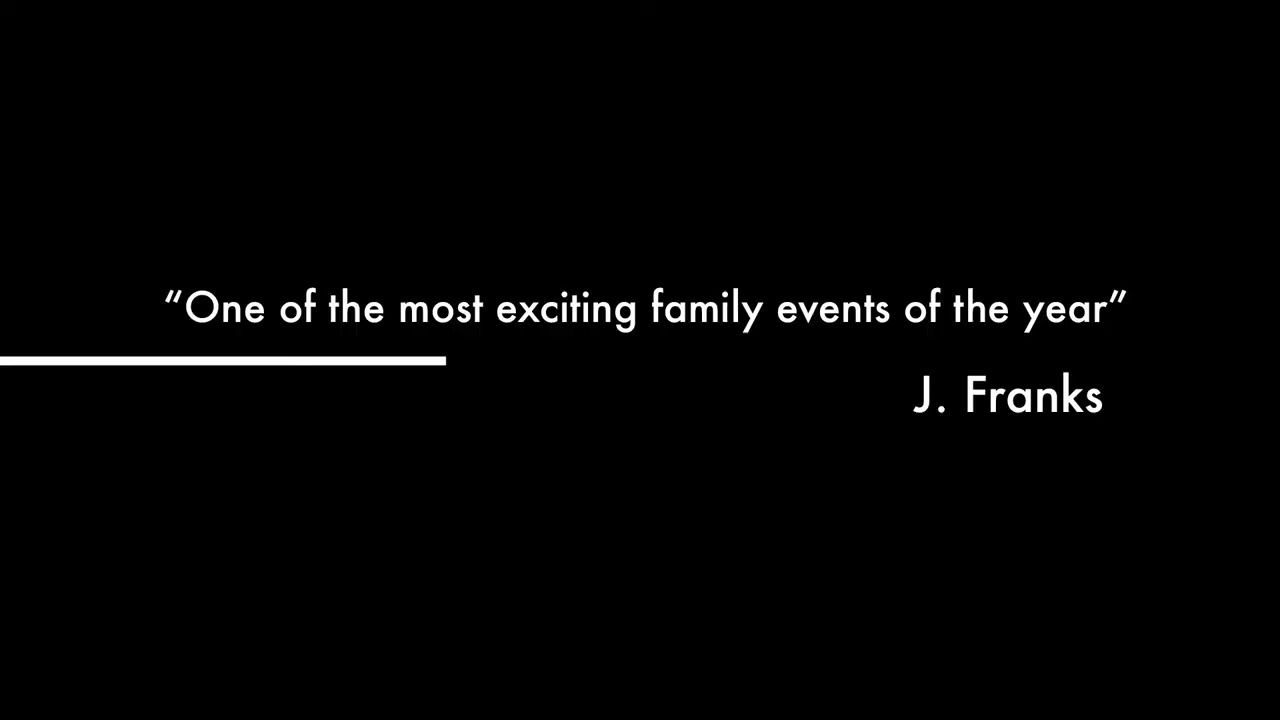 “One of the most exciting family events of the year”
J. Franks